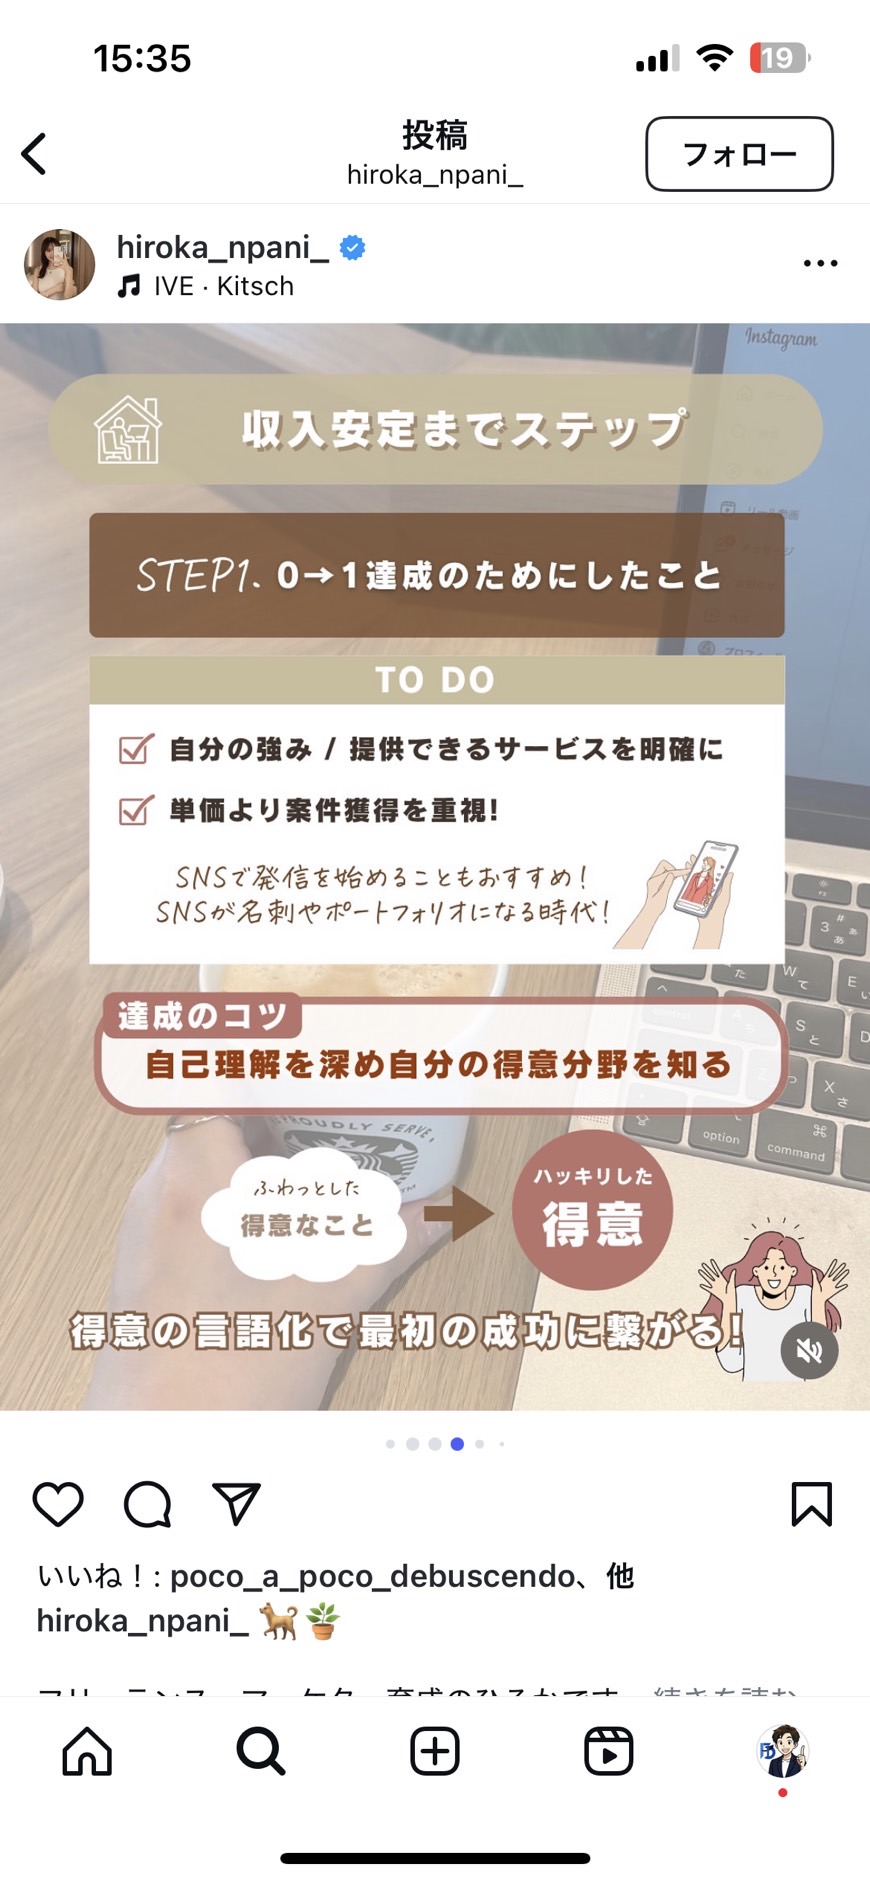 15:35
19
投稿
hiroka_npani_
フォロー
hiroka_npani_
IVE · Kitsch
Instagram
収入安定までステップ
STEP1. 0→1達成のためにしたこと
TO DO
自分の強み / 提供できるサービスを明確に
単価より案件獲得を重視!
SNSで発信を始めることもおすすめ!
SNSが名刺やポートフォリオになる時代!
達成のコツ
自己理解を深め自分の得意分野を知る
PROUDLY SERVE
option
command
ふわっとした
得意なこと
ハッキリした
得意
得意の言語化で最初の成功に繋がる!
いいね!: poco_a_poco_debuscendo、他
hiroka_npani_